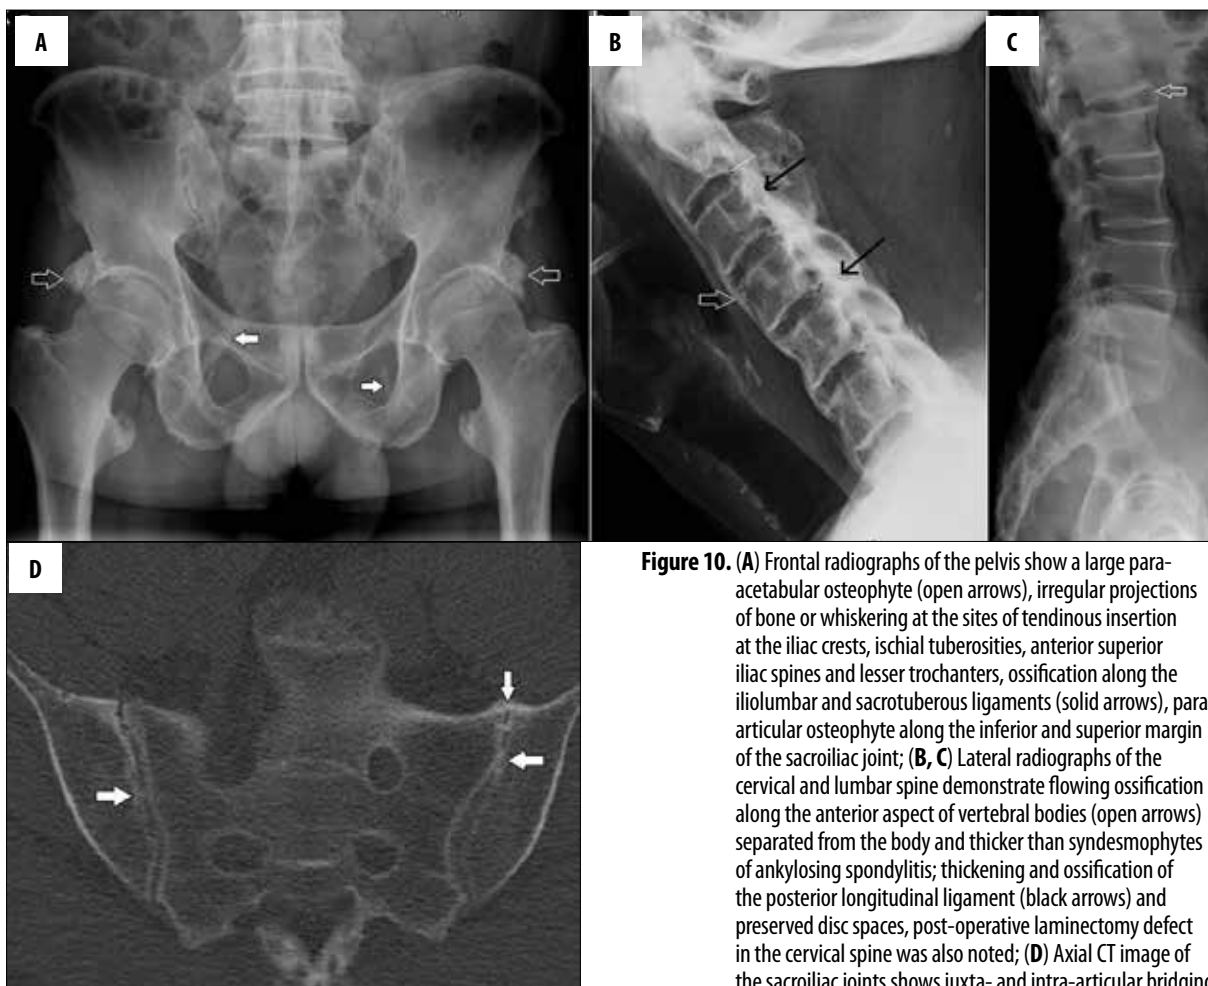 A
B
C
D
Figure 10. (A) Frontal radiographs of the pelvis show a large para-
acetabular osteophyte (open arrows), irregular projections
of bone or whiskering at the sites of tendinous insertion
at the iliac crests, ischial tuberosities, anterior superior
iliac spines and lesser trochanters, ossification along the
iliolumbar and sacrotuberous ligaments (solid arrows), para
articular osteophyte along the inferior and superior margin
of the sacroiliac joint; (B, C) Lateral radiographs of the
cervical and lumbar spine demonstrate flowing ossification
along the anterior aspect of vertebral bodies (open arrows)
separated from the body and thicker than syndesmophytes
of ankylosing spondylitis; thickening and ossification of
the posterior longitudinal ligament (black arrows) and
preserved disc spaces, post-operative laminectomy defect
in the cervical spine was also noted; (D) Axial CT image of
the sacroiliac joints shows juxta- and intra-articular bridging